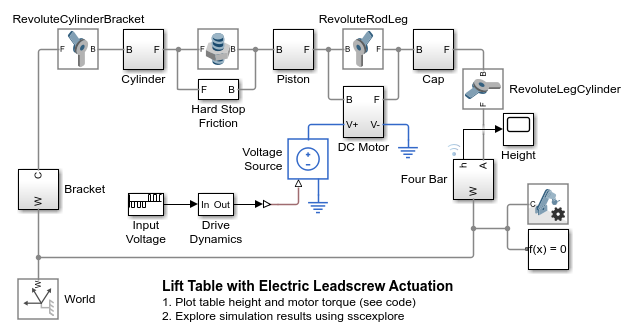 RevoluteCylinderBracket
RevoluteRodLeg
F B
B F
F B
B F
F B
B F
Cylinder
F B
Hard Stop
Friction
Piston
Cap
B
F
RevoluteLegCylinder
B F
V+ V-
DC Motor
Voltage
Source
Height
h A
Four Bar
W
C
W
Bracket
In Out
Input
Voltage
Drive
Dynamics
C
f(x) = 0
W
World
Lift Table with Electric Leadscrew Actuation
1. Plot table height and motor torque (see code)
2. Explore simulation results using sscexplore